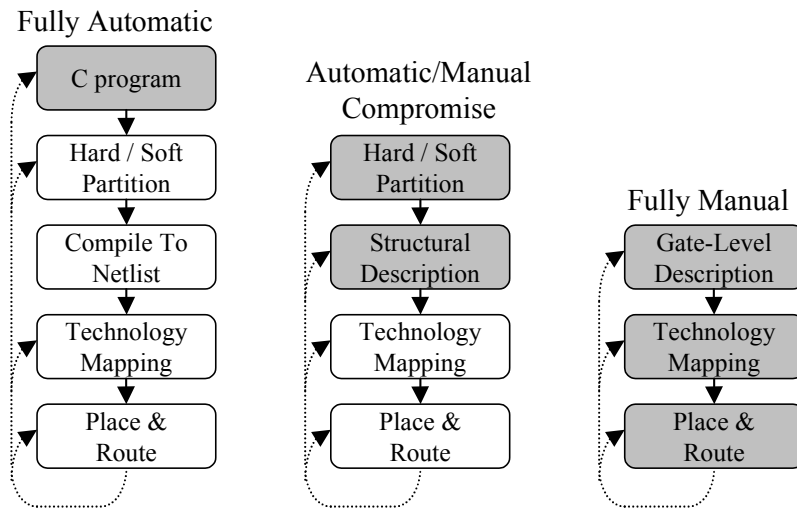 Fully Automatic
C program
Hard / Soft
Partition
Compile To
Netlist
Technology
Mapping
Place &
Route
Automatic/Manual
Compromise
Hard / Soft
Partition
Structural
Description
Technology
Mapping
Place &
Route
Fully Manual
Gate-Level
Description
Technology
Mapping
Place &
Route